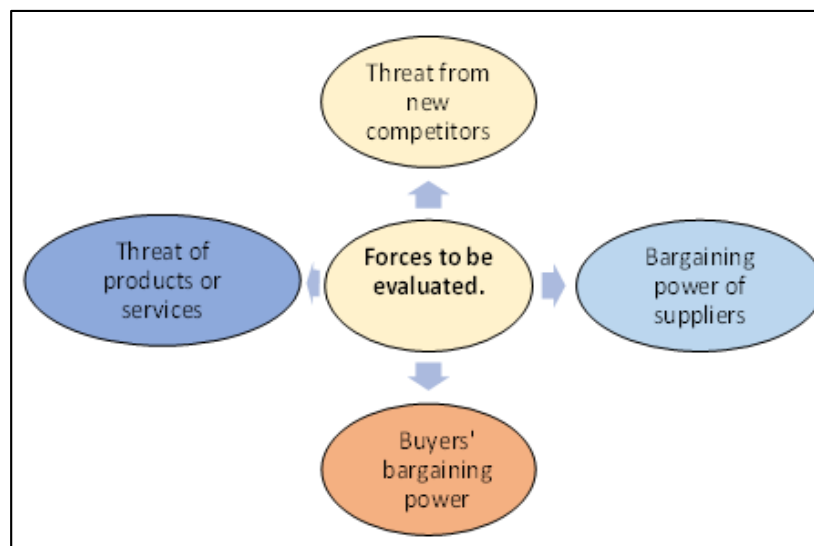 Threat from
new
competitors
Threat of
products or
services
Forces to be
evaluated.
Bargaining
power of
suppliers
Buyers'
bargaining
power